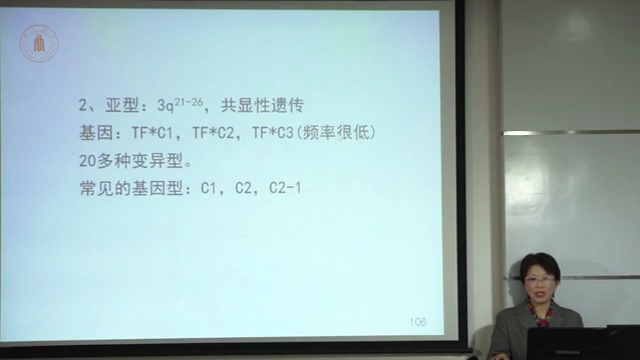 2、亚型：3q21-26，共显性遗传
基因：TF*C1，TF*C2，TF*C3(频率很低)
20多种变异型。
常见的基因型：C1，C2，C2-1
106
TOSHIBA